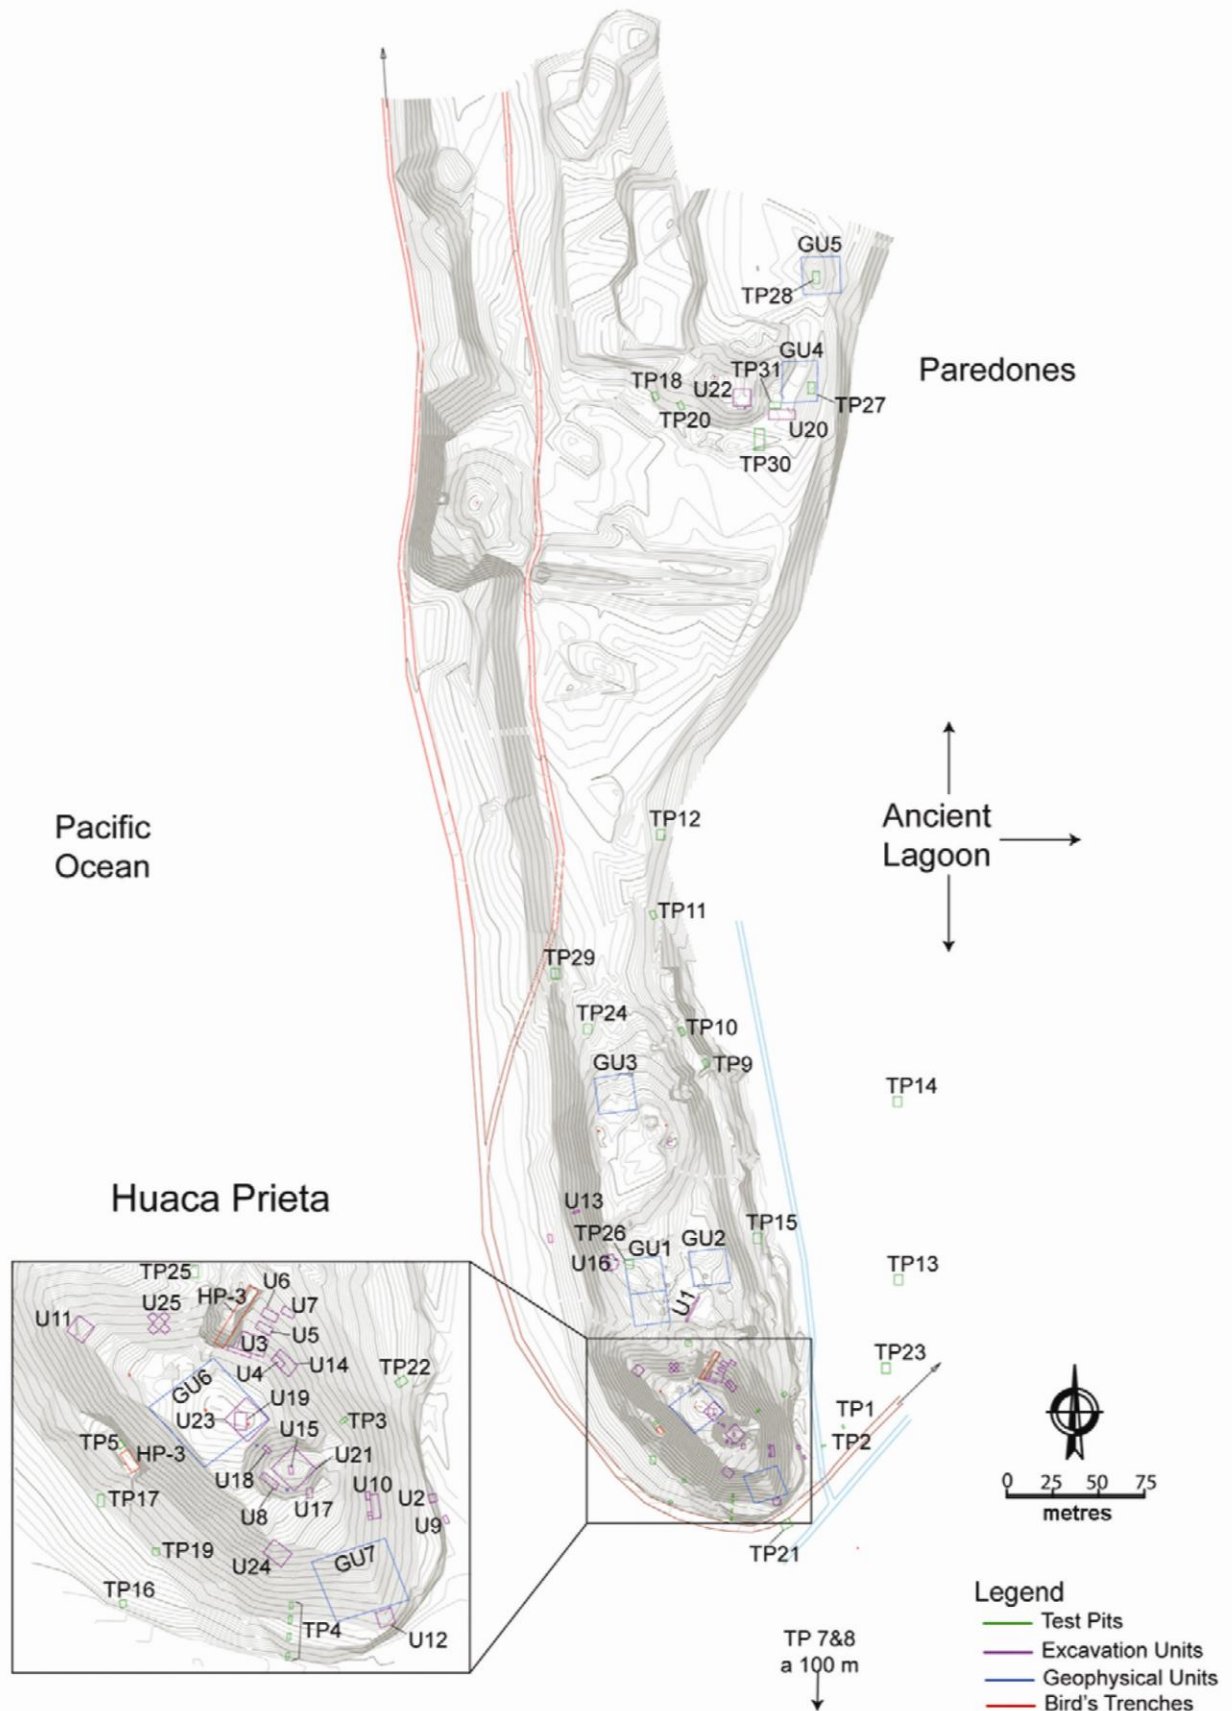 GU5
TP28
GU4
TP31
TP18
U22
TP27
TP20
U20
TP30
Paredones
Pacific
Ocean
Ancient
Lagoon
TP12
TP11
TP29
TP24
TP10
TP9
GU3
TP14
Huaca Prieta
U13
TP26
GU1
GU2
TP15
U16
TP13
U1
TP23
TP1
TP2
TP21
TP25
HP-3
U6
U7
U25
U11
U3
U5
U4
U14
TP22
GU6
U19
U23
U15
TP3
TP5
HP-3
U18
U21
U10
U2
TP17
U8
U17
U9
TP19
U24
GU7
TP16
TP4
U12
0 25 50 75
metres
Legend
Test Pits
Excavation Units
Geophysical Units
Bird's Trenches
TP 7&8
a 100 m